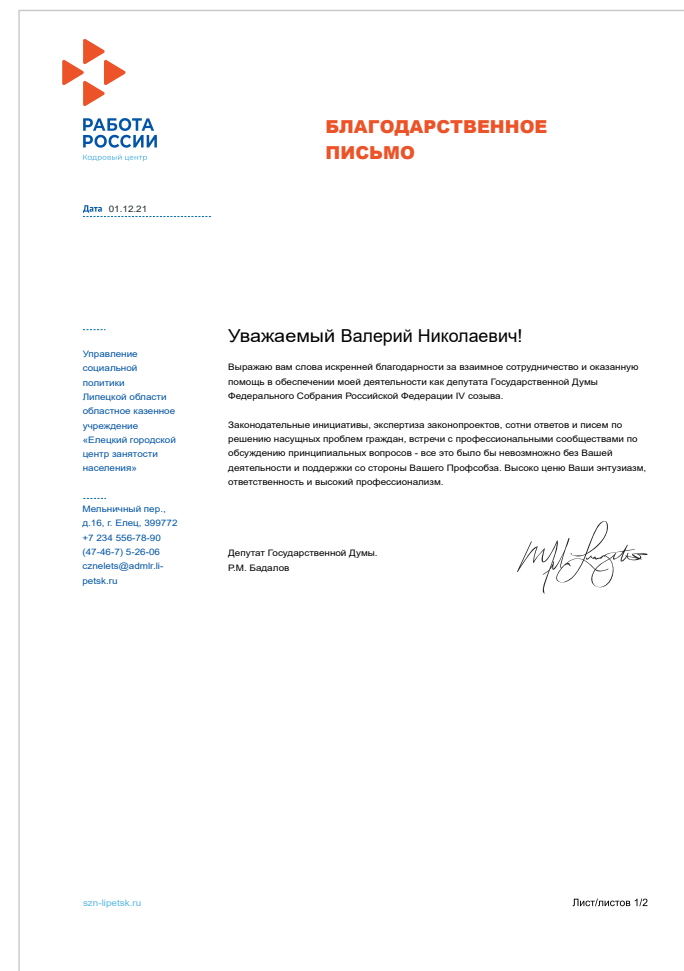 РАБОТА
РОССИИ
Кадровый центр
БЛАГОДАРСТВЕННОЕ
ПИСЬМО
Дата 01.12.21
Управление
социальной
политики
Липецкой области
областное казенное
учреждение
«Елецкий городской
центр занятости
населения»
Мельничный пер.,
д.16, г. Елец, 399772
+7 234 556-78-90
(47-46-7) 5-26-06
cznelets@admlr.li-
petsk.ru
Уважаемый Валерий Николаевич!
Выражаю вам слова искренней благодарности за взаимное сотрудничество и оказанную
помощь в обеспечении моей деятельности как депутата Государственной Думы
Федерального Собрания Российской Федерации IV созыва.
Законодательные инициативы, экспертиза законопроектов, сотни ответов и писем по
решению насущных проблем граждан, встречи с профессиональными сообществами по
обсуждению принципиальных вопросов - все это было бы невозможно без Вашей
деятельности и поддержки со стороны Вашего Профсобза. Высоко ценю Ваши энтузиазм,
ответственность и высокий профессионализм.
Депутат Государственной Думы.
Р.М. Бадалов
szn-lipetsk.ru
Лист/листов 1/2